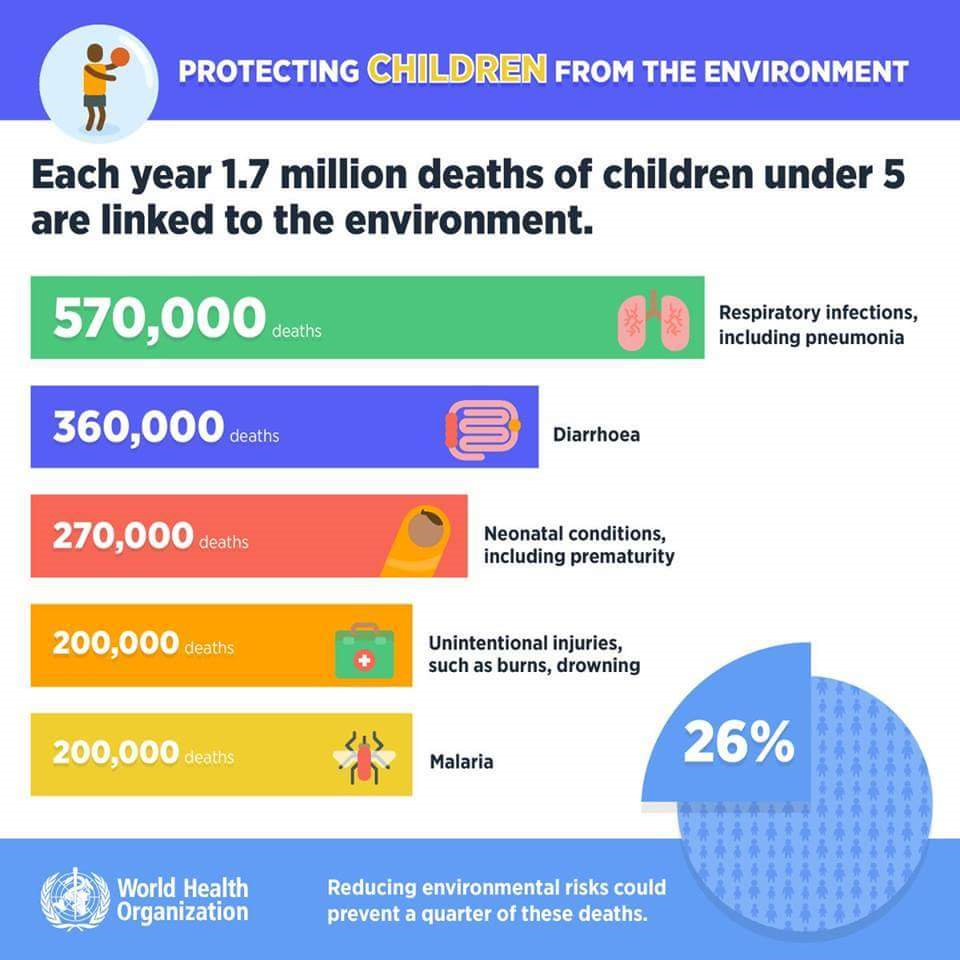 PROTECTING CHILDREN FROM THE ENVIRONMENT
Each year 1.7 million deaths of children under 5
are linked to the environment.
570,000 deaths
Respiratory infections,
including pneumonia
360,000 deaths
Diarrhoea
270,000 deaths
Neonatal conditions,
including prematurity
200,000 deaths
Unintentional injuries,
such as burns, drowning
200,000 deaths
Malaria
26%
World Health
Organization
Reducing environmental risks could
prevent a quarter of these deaths.